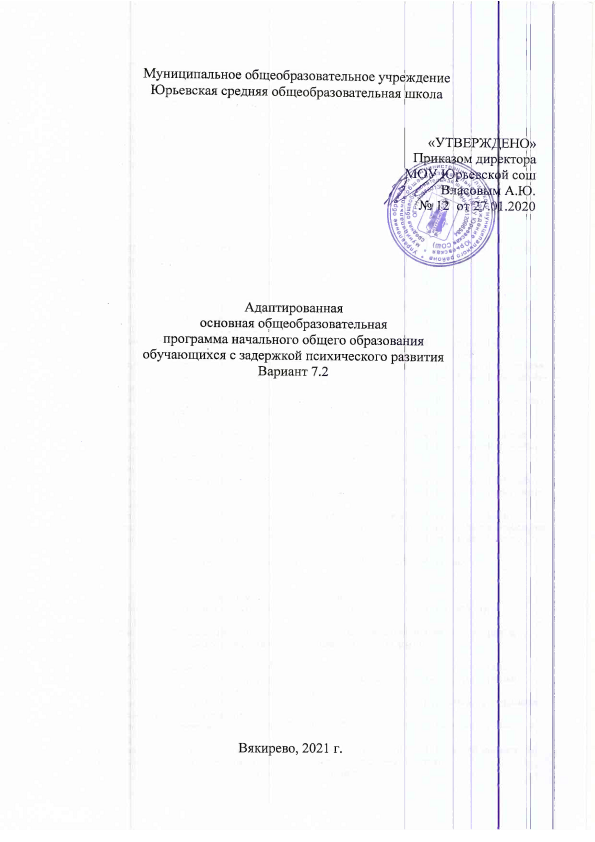 Муниципальное общеобразовательное учреждение
Юрьевская средняя общеобразовательная школа
«УТВЕРЖДЕНО»
Приказом директора
МОУ Юрьевской сош
Власовым А.Ю.
№ 12 от 27.01.2020
Адаптированная
основная общеобразовательная
программа начального общего образования
обучающихся с задержкой психического развития
Вариант 7.2
Вякирево, 2021 г.